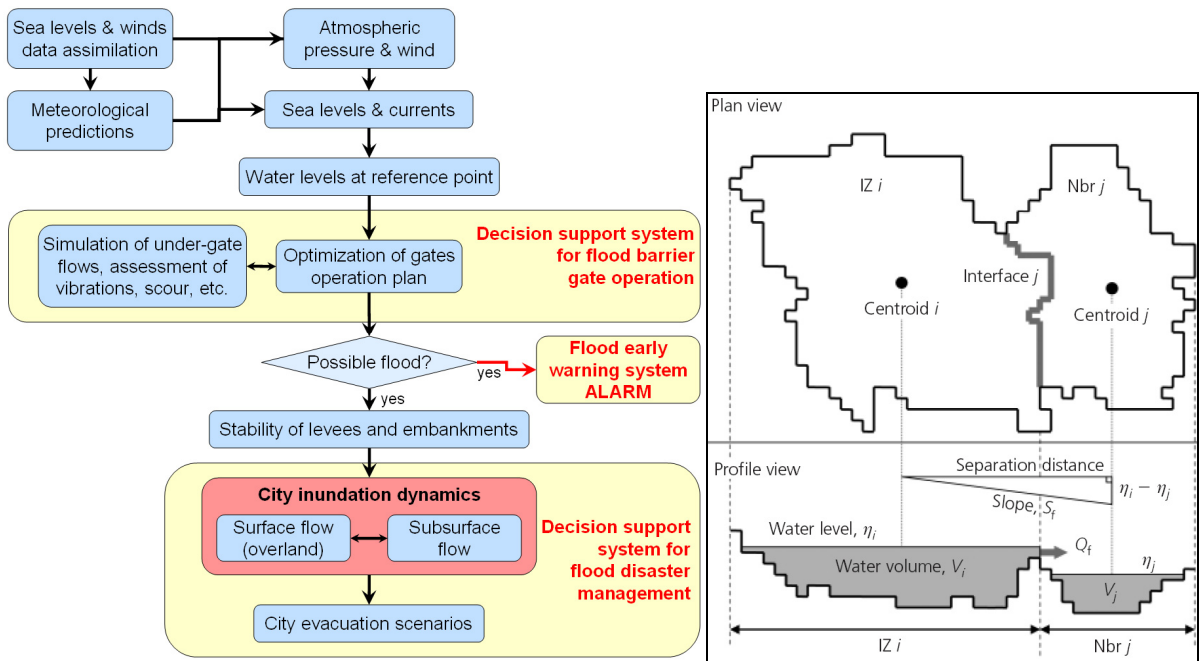 Sea levels & winds
data assimilation
Atmospheric
pressure & wind
Meteorological
predictions
Sea levels & currents
Water levels at reference point
Simulation of under-gate
flows, assessment of
vibrations, scour, etc.
Optimization of gates
operation plan
Decision support system
for flood barrier
gate operation
Possible flood?
yes
Flood early
warning system
ALARM
yes
Stability of levees and embankments
City inundation dynamics
Surface flow
(overland)
Subsurface
flow
Decision support
system for
flood disaster
management
City evacuation scenarios
Plan view
IZ i
Nbr j
Interface j
Centroid i
Centroid j
Profile view
Separation distance
ηi − ηj
Slope, Sf
Water level, ηi
Qf
ηj
Water volume, Vi
Vj
IZ i
Nbr j